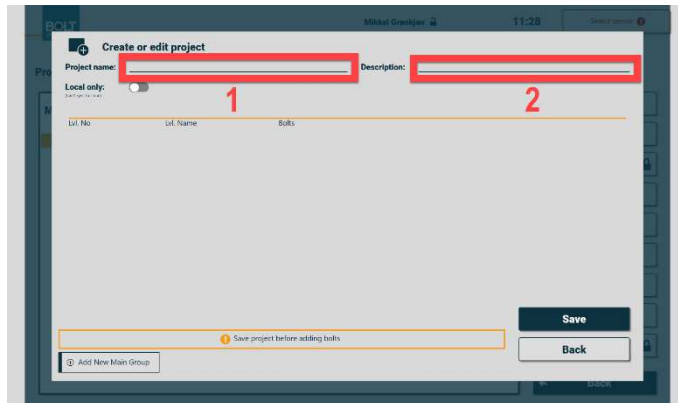 BOLT
Mikkel Grankjær
11:28
Select sensor
Create or edit project
Project name:
Description:
Local only:
1
2
Lvl. No
Lvl. Name
Bolts
Save project before adding bolts
Add New Main Group
Save
Back
Back